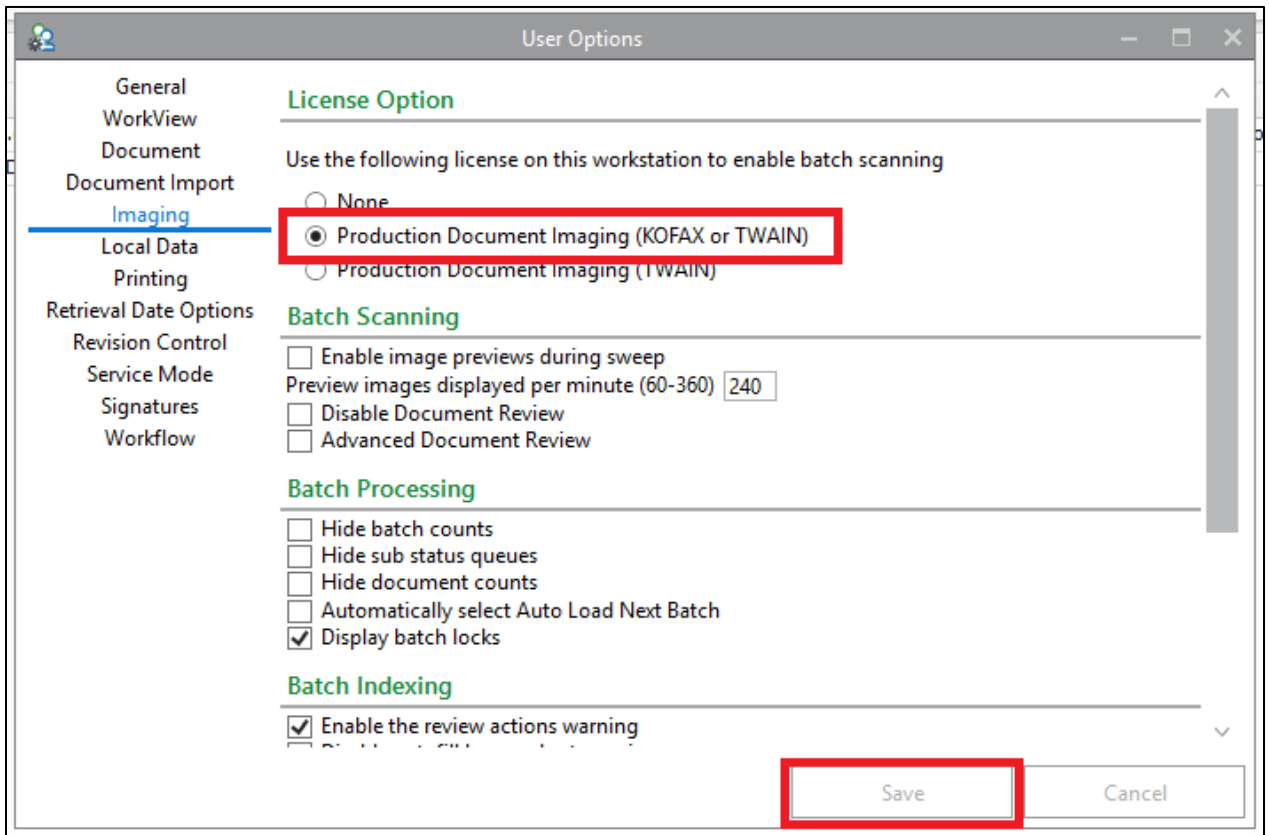 User Options
General
WorkView
Document
Document Import
Imaging
Local Data
Printing
Retrieval Date Options
Revision Control
Service Mode
Signatures
Workflow
License Option
Use the following license on this workstation to enable batch scanning
None
Production Document Imaging (KOFAX or TWAIN)
Production Document Imaging (TWAIN)
Batch Scanning
Enable image previews during sweep
Preview images displayed per minute (60-360) 240
Disable Document Review
Advanced Document Review
Batch Processing
Hide batch counts
Hide sub status queues
Hide document counts
Automatically select Auto Load Next Batch
Display batch locks
Batch Indexing
Enable the review actions warning
Save
Cancel